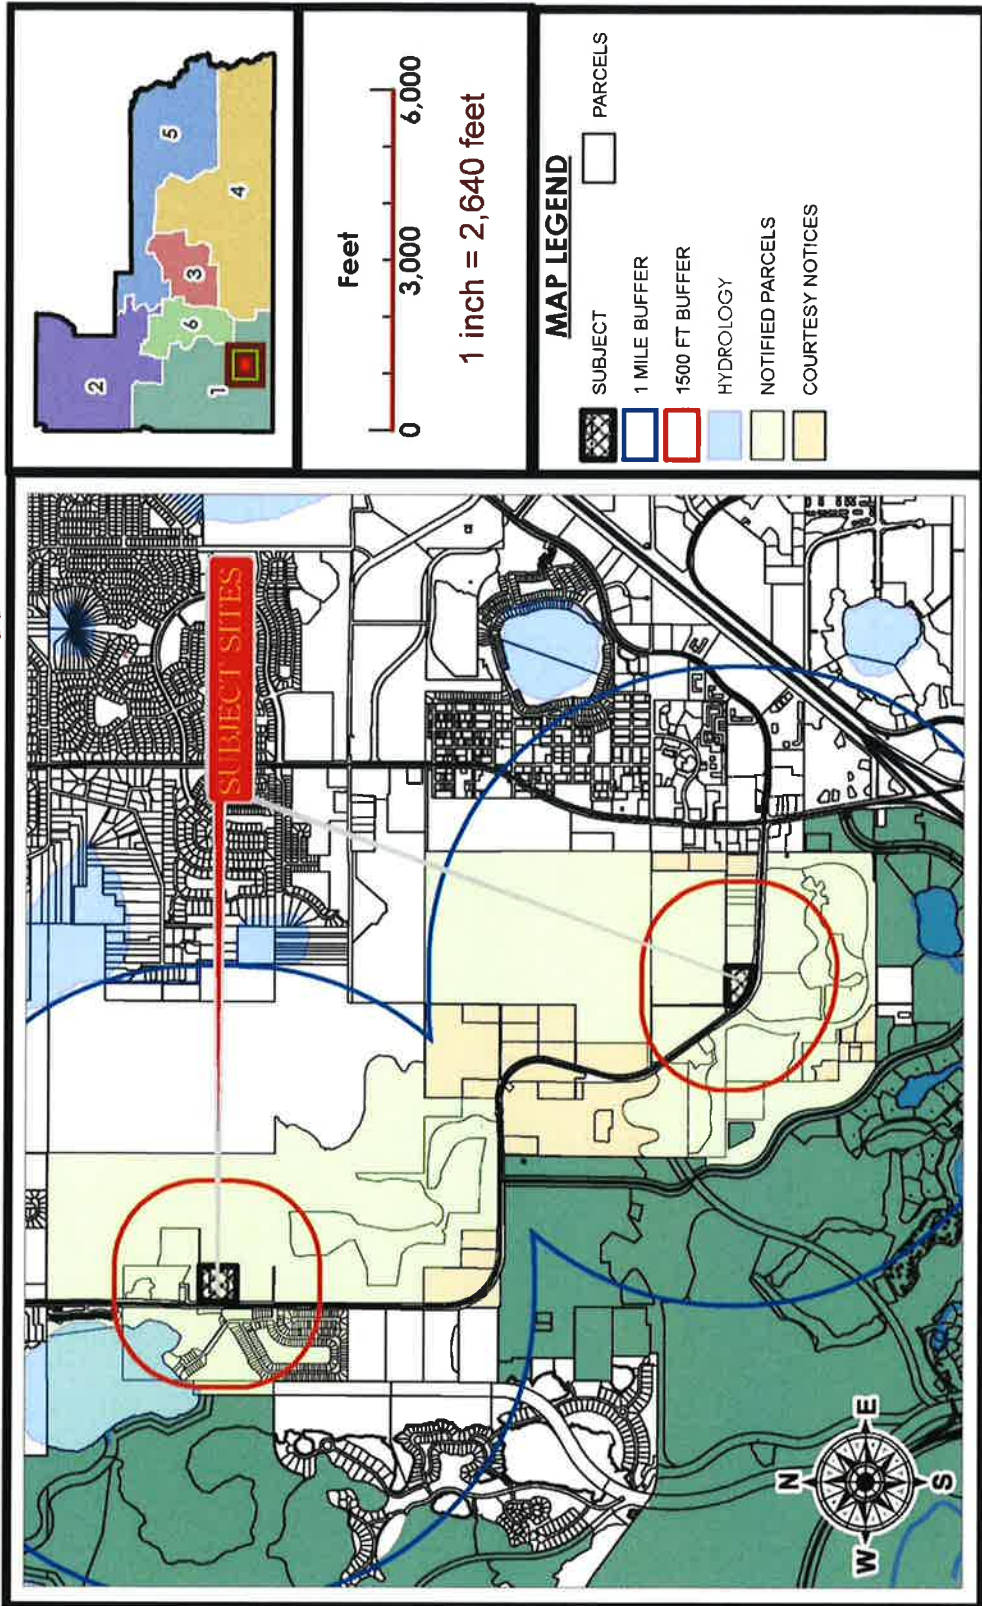 SUBJECT SITES
N
W
E
S
1
2
3
4
5
6
Feet
0
3,000
6,000
1 inch = 2,640 feet
MAP LEGEND
SUBJECT
PARCELS
1 MILE BUFFER
1500 FT BUFFER
HYDROLOGY
NOTIFIED PARCELS
COURTESY NOTICES